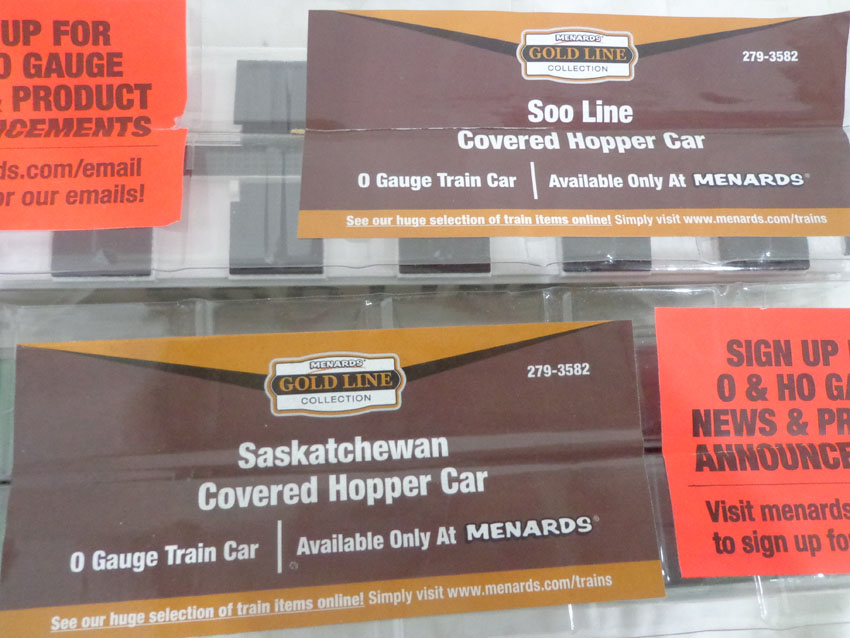 UP FOR
O GAUGE
& PRODUCT
NCEMENTS
ds.com/email
or our emails!
MENARDS®
GOLD LINE
COLLECTION
279-3582
Soo Line
Covered Hopper Car
O Gauge Train Car | Available Only At MENARDS®
See our huge selection of train items online! Simply visit www.menards.com/trains
MENARDS®
GOLD LINE
COLLECTION
279-3582
Saskatchewan
Covered Hopper Car
O Gauge Train Car | Available Only At MENARDS®
See our huge selection of train items online! Simply visit www.menards.com/trains
SIGN UP
O & HO GA
NEWS & PR
ANNOUNCE
Visit menards
to sign up fo